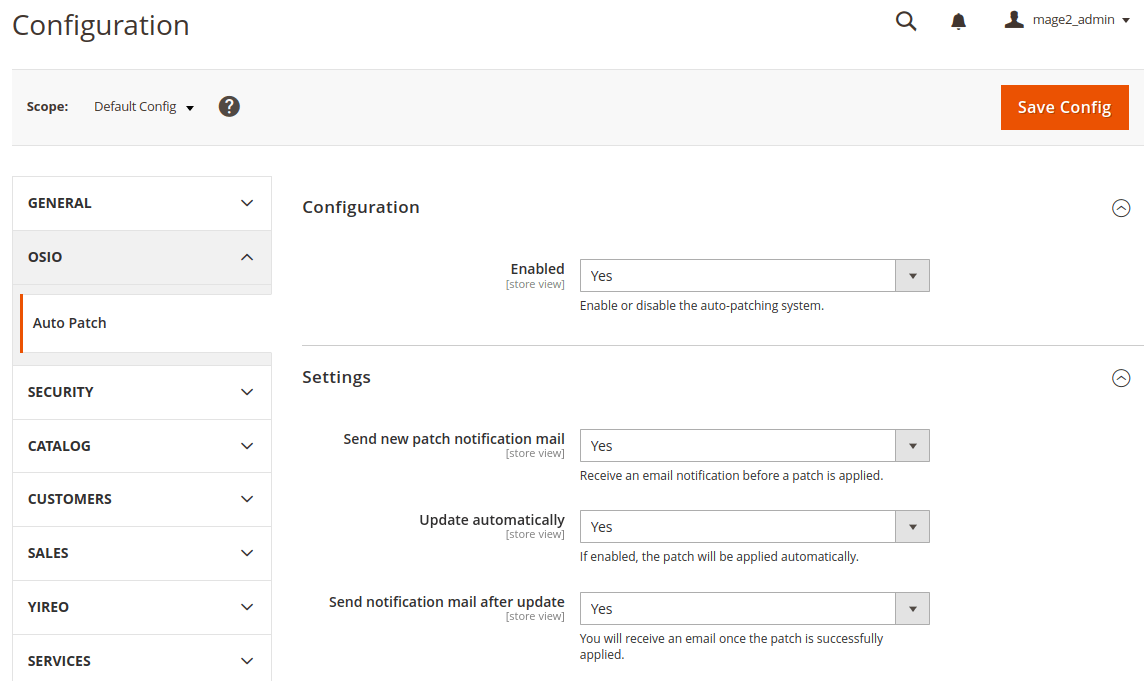 Configuration
mage2_admin
Scope: Default Config ?
Save Config
GENERAL
OSIO
Auto Patch
SECURITY
CATALOG
CUSTOMERS
SALES
YIREO
SERVICES
Configuration
Enabled
[store view]
Yes
Enable or disable the auto-patching system.
Settings
Send new patch notification mail
[store view]
Yes
Receive an email notification before a patch is applied.
Update automatically
[store view]
Yes
If enabled, the patch will be applied automatically.
Send notification mail after update
[store view]
Yes
You will receive an email once the patch is successfully
applied.